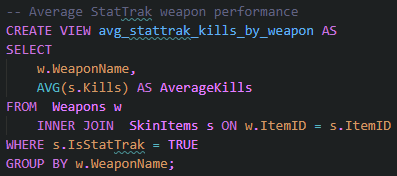 -- Average StatTrak weapon performance
CREATE VIEW avg_stattrak_kills_by_weapon AS
SELECT
    w.WeaponName,
    AVG(s.Kills) AS AverageKills
FROM  Weapons w
    INNER JOIN  SkinItems s ON w.ItemID = s.ItemID
WHERE s.IsStatTrak = TRUE
GROUP BY w.WeaponName;